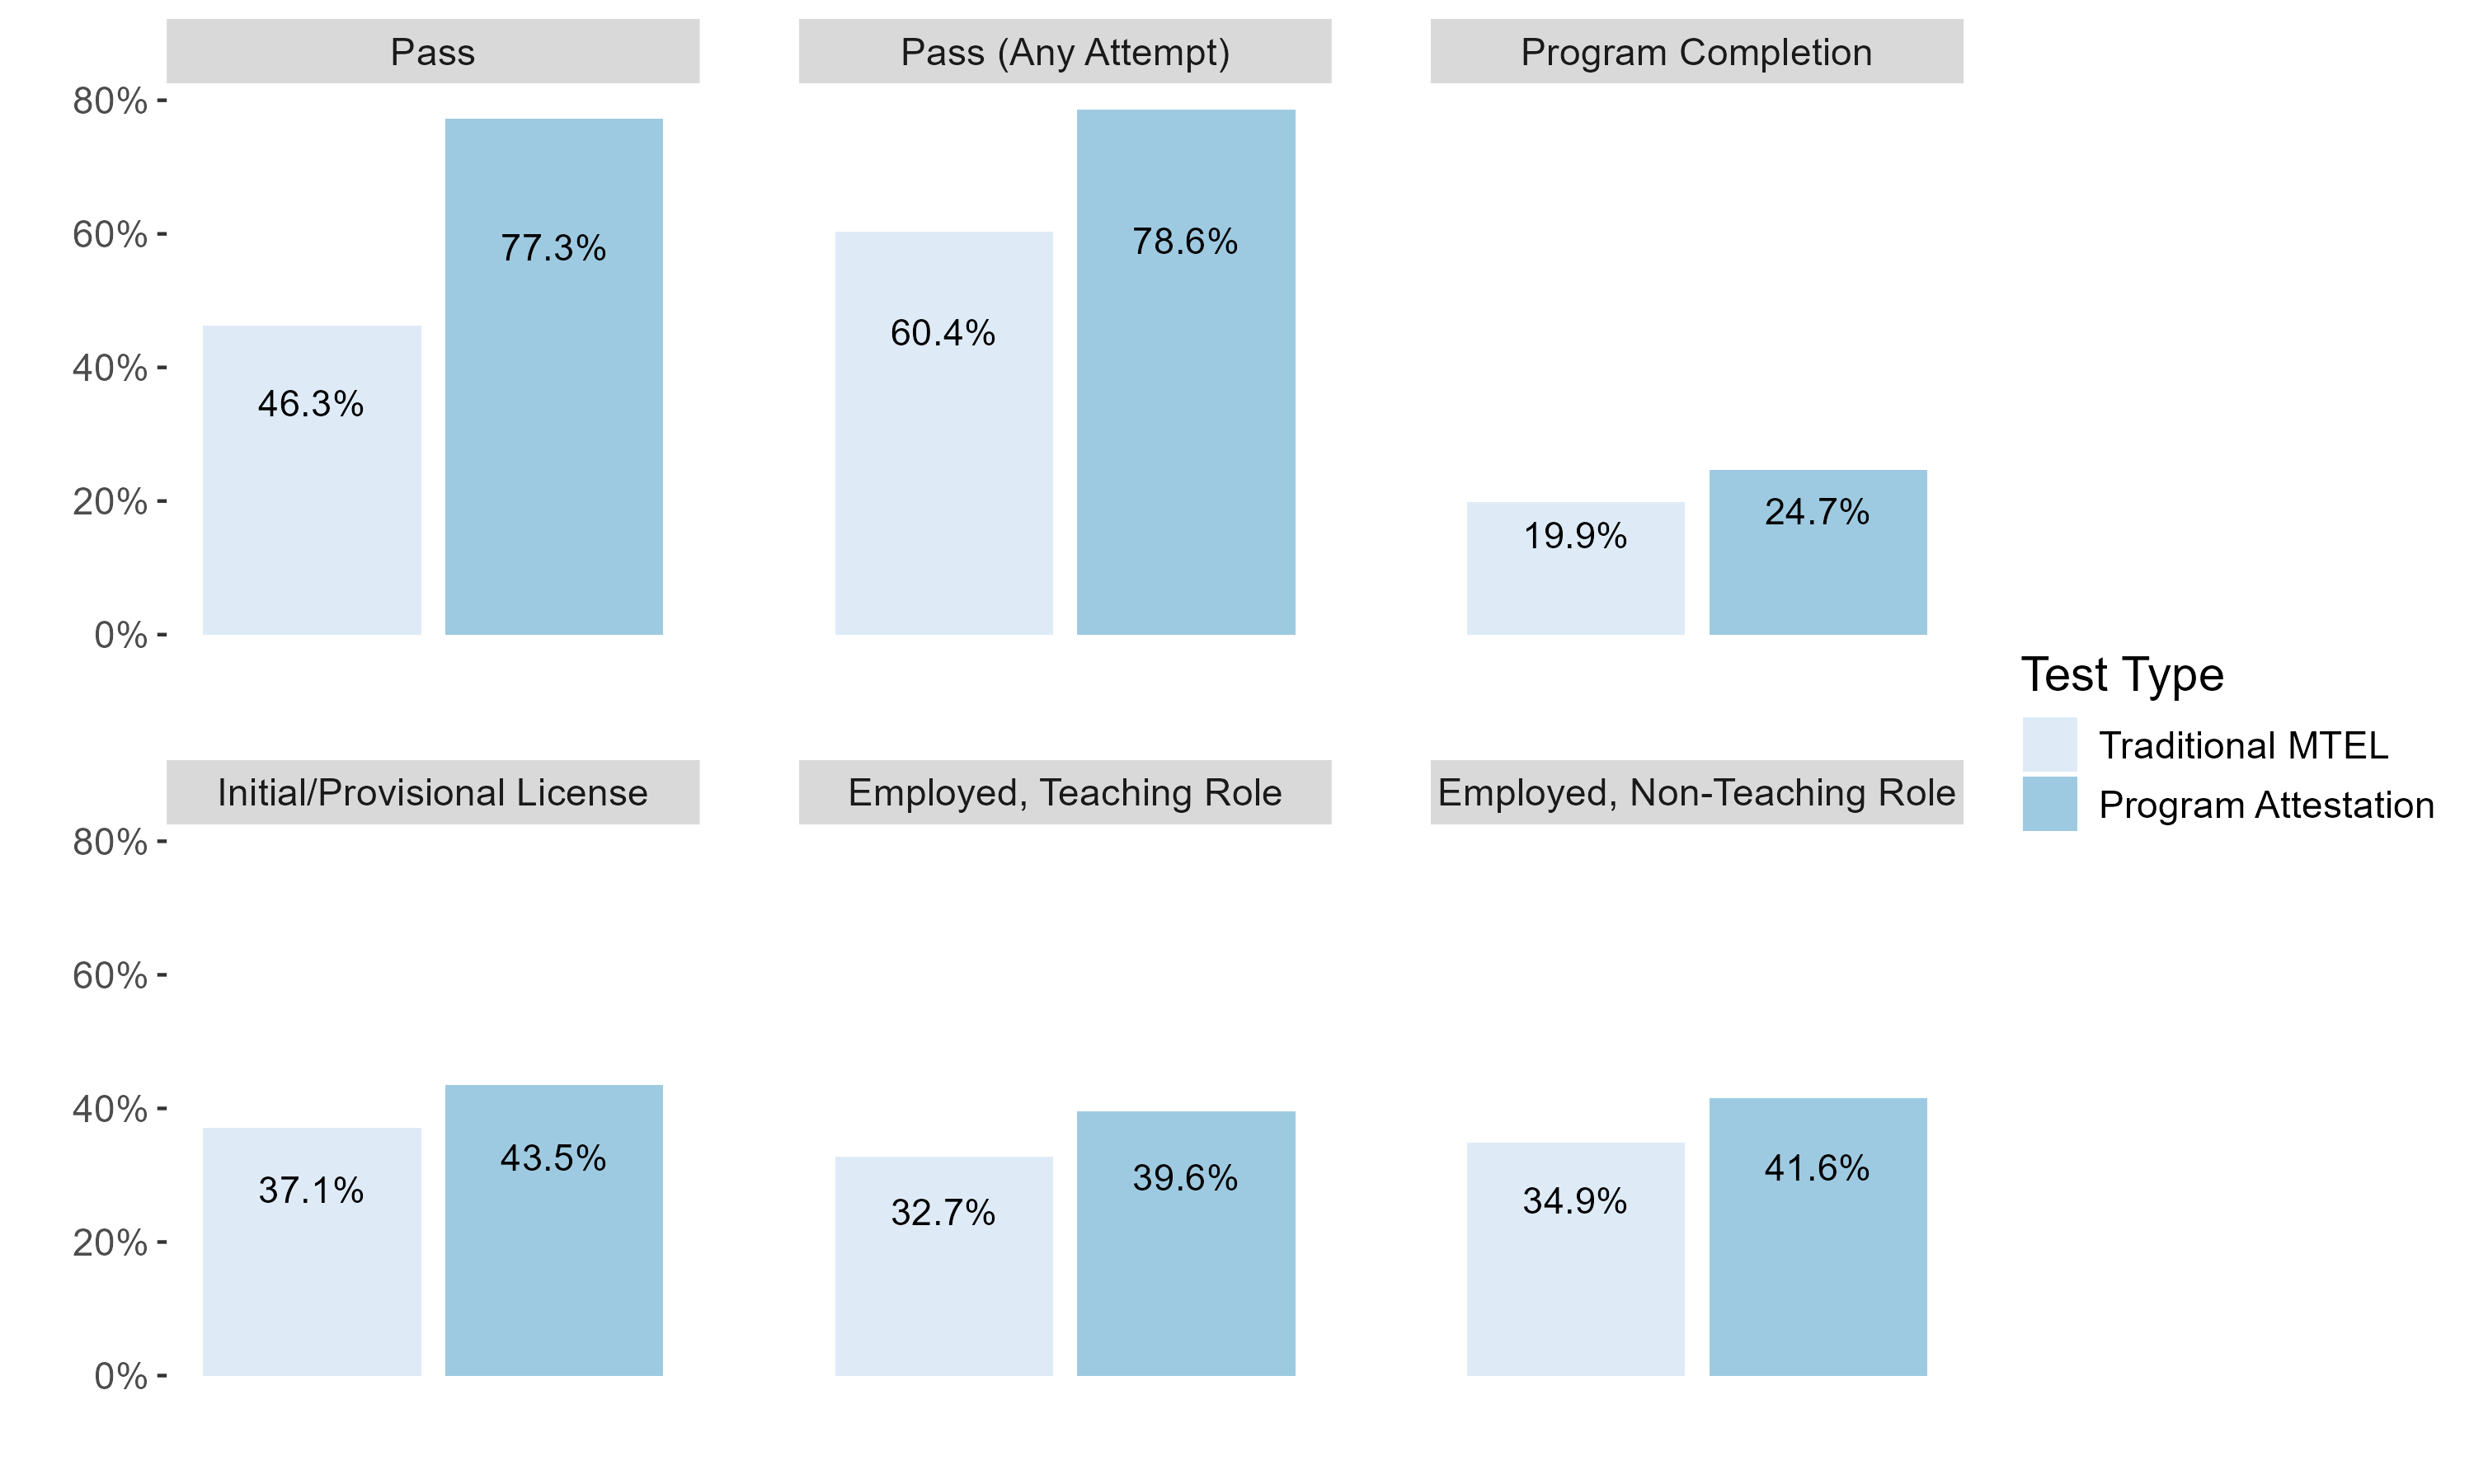 Pass
Pass (Any Attempt)
Program Completion
80%
60%
40%
20%
0%
46.3%
77.3%
60.4%
78.6%
19.9%
24.7%
Initial/Provisional License
Employed, Teaching Role
Employed, Non-Teaching Role
80%
60%
40%
20%
0%
37.1%
43.5%
32.7%
39.6%
34.9%
41.6%
Test Type
Traditional MTEL
Program Attestation